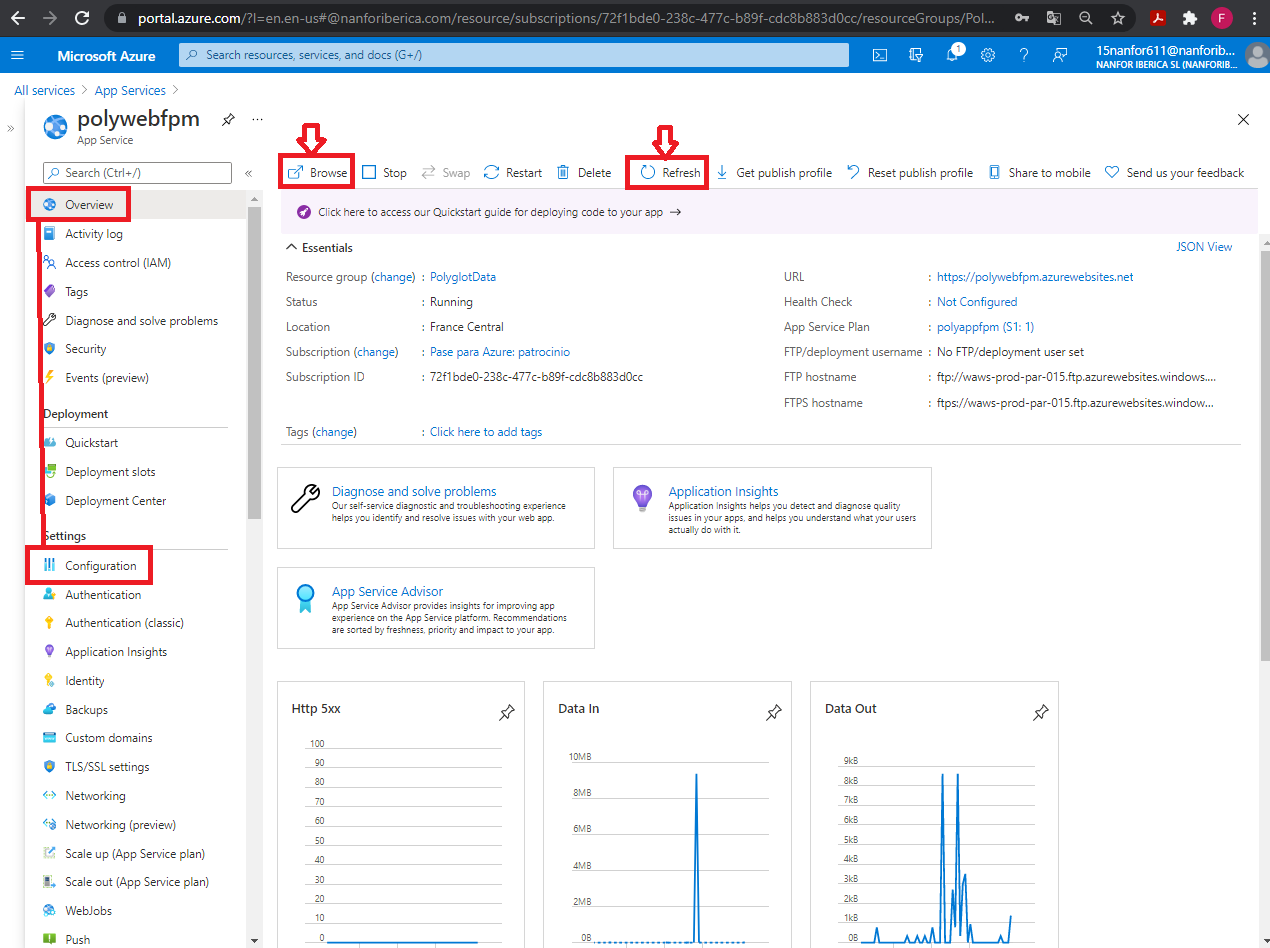 portal.azure.com/?l=en.en-us#@nanforiberica.com/resource/subscriptions/72f1bde0-238c-477c-b89f-cdc8b883d0cc/resourceGroups/Pol...
F
Microsoft Azure
Search resources, services, and docs (G+/)
1
15nanfor611@nanforib...
NANFOR IBERICA SL (NANFORIB...
All services > App Services >
polywebfpm
App Service
Search (Ctrl+/)
Overview
Activity log
Access control (IAM)
Tags
Diagnose and solve problems
Security
Events (preview)
Deployment
Quickstart
Deployment slots
Deployment Center
Settings
Configuration
Authentication
Authentication (classic)
Application Insights
Identity
Backups
Custom domains
TLS/SSL settings
Networking
Networking (preview)
Scale up (App Service plan)
Scale out (App Service plan)
WebJobs
Push
Browse Stop Swap Restart Delete Refresh Get publish profile Reset publish profile Share to mobile Send us your feedback
Click here to access our Quickstart guide for deploying code to your app →
Essentials
JSON View
Resource group (change) : PolyglotData
Status : Running
Location : France Central
Subscription (change) : Pase para Azure: patrocinio
Subscription ID : 72f1bde0-238c-477c-b89f-cdc8b883d0cc
URL : https://polywebfpm.azurewebsites.net
Health Check : Not Configured
App Service Plan : polyappfpm (S1: 1)
FTP/deployment username : No FTP/deployment user set
FTP hostname : ftp://waws-prod-par-015.ftp.azurewebsites.windows....
FTPS hostname : ftps://waws-prod-par-015.ftp.azurewebsites.window...
Tags (change) : Click here to add tags
Diagnose and solve problems
Our self-service diagnostic and troubleshooting experience
helps you identify and resolve issues with your web app.
Application Insights
Application Insights helps you detect and diagnose quality
issues in your apps, and helps you understand what your users
actually do with it.
App Service Advisor
App Service Advisor provides insights for improving app
experience on the App Service platform. Recommendations
are sorted by freshness, priority and impact to your app.
Http 5xx
100
90
80
70
60
50
40
30
20
10
0
Data In
10MB
8MB
6MB
4MB
2MB
0B
Data Out
9kB
8kB
7kB
6kB
5kB
4kB
3kB
2kB
1kB
0B